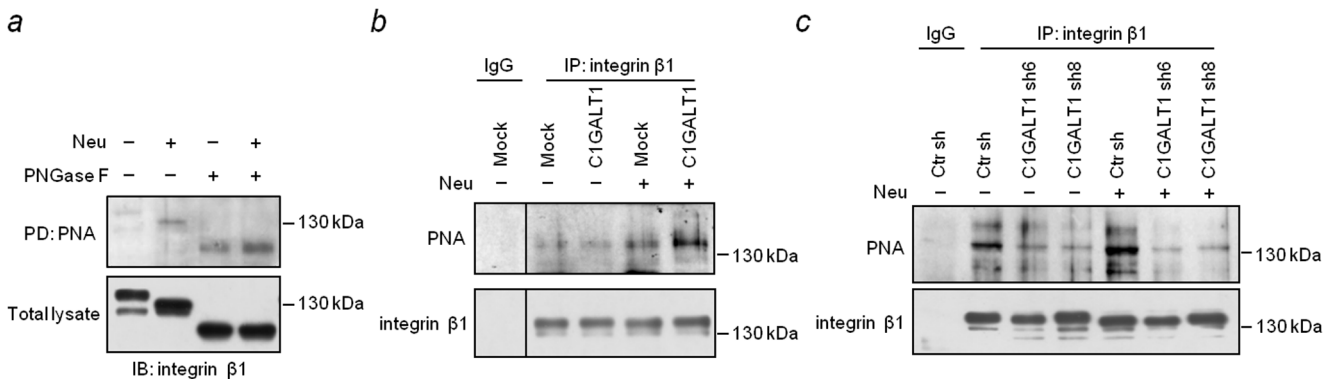 a
Neu – + – +
PNGase F – – + +
PD: PNA
130 kDa
Total lysate
130 kDa
IB: integrin β1
b
IgG IP: integrin β1
Mock Mock C1GALT1 Mock C1GALT1
Neu – – – + +
PNA
130 kDa
integrin β1
130 kDa
c
IgG IP: integrin β1
Ctr sh Ctr sh C1GALT1 sh6 C1GALT1 sh8 Ctr sh C1GALT1 sh6 C1GALT1 sh8
Neu – – – – + + +
PNA
130 kDa
integrin β1
130 kDa